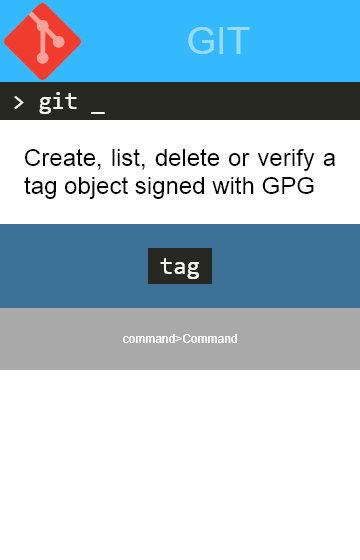 GIT
> git _
Create, list, delete or verify a
tag object signed with GPG
tag
command>Command